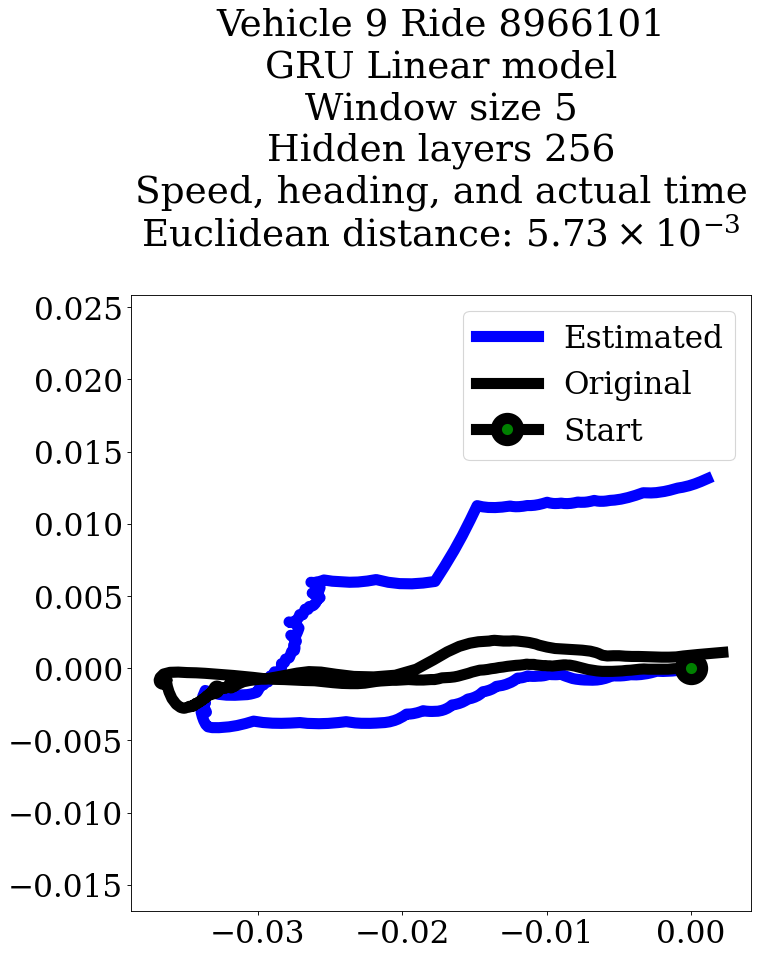 Vehicle 9 Ride 8966101
GRU Linear model
Window size 5
Hidden layers 256
Speed, heading, and actual time
Euclidean distance: 5.73 × 10⁻³
Estimated
Original
Start
0.025
0.020
0.015
0.010
0.005
0.000
−0.005
−0.010
−0.015
−0.03 −0.02 −0.01 0.00